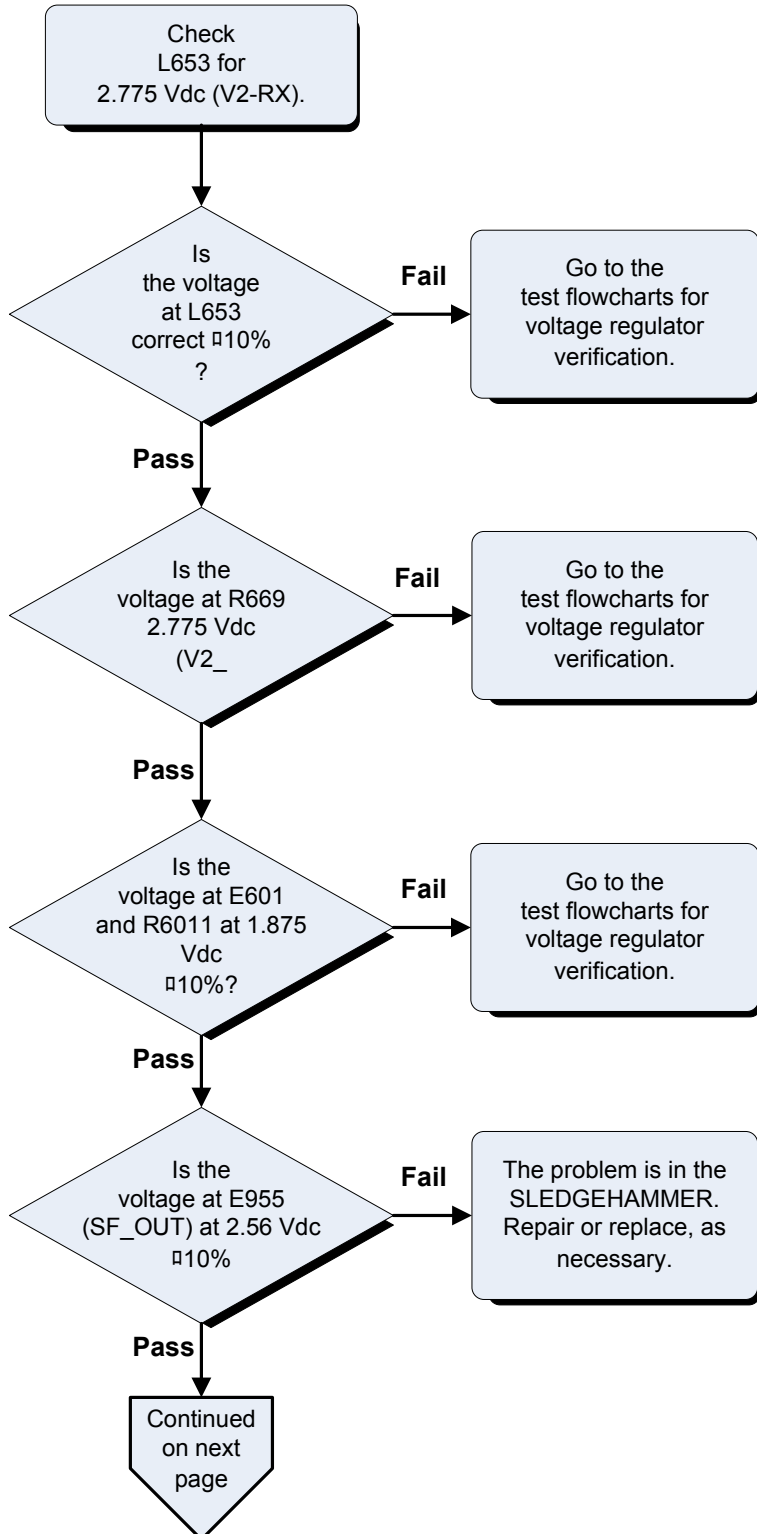 Check
L653 for
2.775 Vdc (V2-RX).
Is
the voltage
at L653
correct ¤10%
?
Fail
Go to the
test flowcharts for
voltage regulator
verification.
Pass
Is the
voltage at R669
2.775 Vdc
(V2_
Fail
Go to the
test flowcharts for
voltage regulator
verification.
Pass
Is the
voltage at E601
and R6011 at 1.875
Vdc
¤10%?
Fail
Go to the
test flowcharts for
voltage regulator
verification.
Pass
Is the
voltage at E955
(SF_OUT) at 2.56 Vdc
¤10%
Fail
The problem is in the
SLEDGEHAMMER.
Repair or replace, as
necessary.
Pass
Continued
on next
page